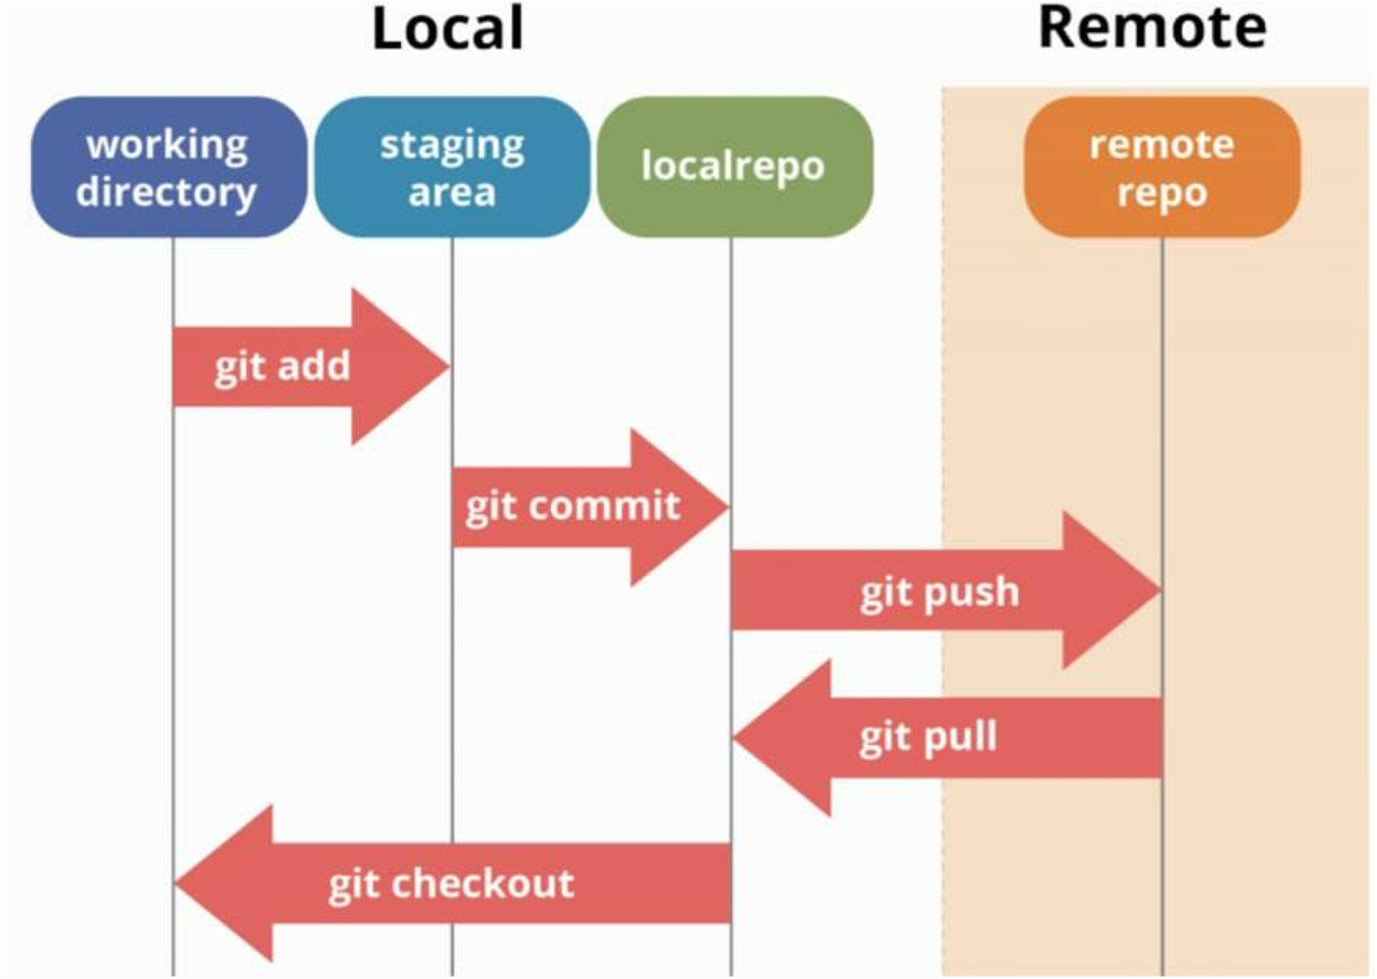 Local
Remote
working
directory
staging
area
localrepo
remote
repo
git add
git commit
git push
git pull
git checkout